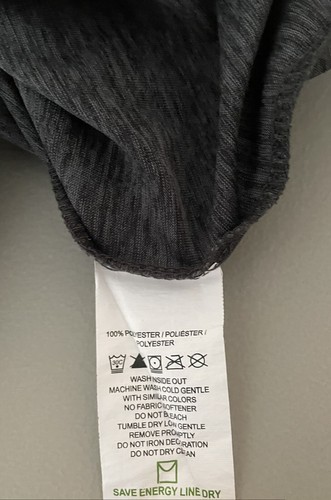 100% POLYESTER / POLIÉSTER /
POLYESTER
30C
WASH INSIDE OUT
MACHINE WASH COLD GENTLE
WITH SIMILAR COLORS
NO FABRIC SOFTENER
DO NOT BLEACH
TUMBLE DRY LOW GENTLE
REMOVE PROMPTLY
DO NOT IRON DECORATION
DO NOT DRY CLEAN
SAVE ENERGY LINE DRY